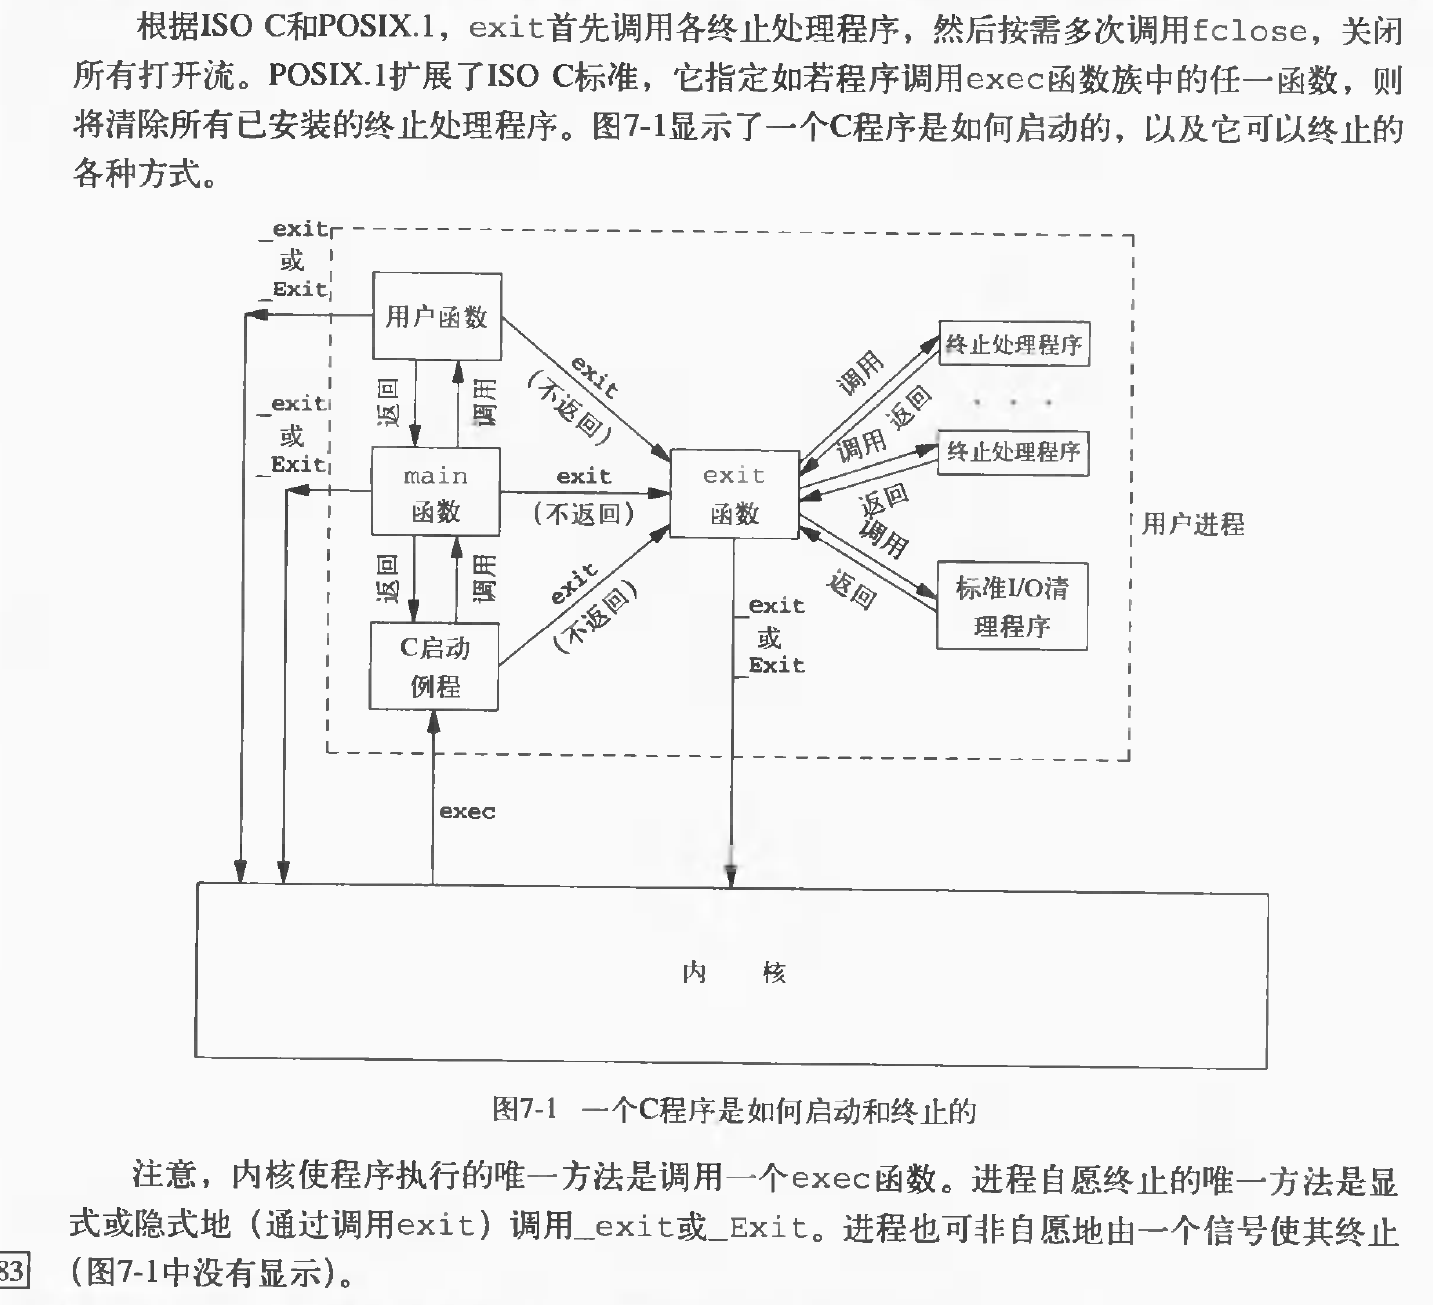 根据ISO C和POSIX.1，exit首先调用各终止处理程序，然后按需多次调用fclose，关闭
所有打开流。POSIX.1扩展了ISO C标准，它指定如若程序调用exec函数族中的任一函数，则
将清除所有已安装的终止处理程序。图7-1显示了一个C程序是如何启动的，以及它可以终止的
各种方式。
_exit
或
_Exit
用户函数
exit
(不返回)
返回
调用
_exit
或
_Exit
main
函数
exit
(不返回)
返回
调用
C启动
例程
exit
(不返回)
exit
函数
调用
返回
终止处理程序
. . .
调用
返回
终止处理程序
调用
返回
标准I/O清
理程序
用户进程
_exit
或
_Exit
exec
内 核
图7-1 一个C程序是如何启动和终止的
注意，内核使程序执行的唯一方法是调用一个exec函数。进程自愿终止的唯一方法是显
式或隐式地（通过调用exit）调用_exit或_Exit。进程也可非自愿地由一个信号使其终止
83
（图7-1中没有显示）。